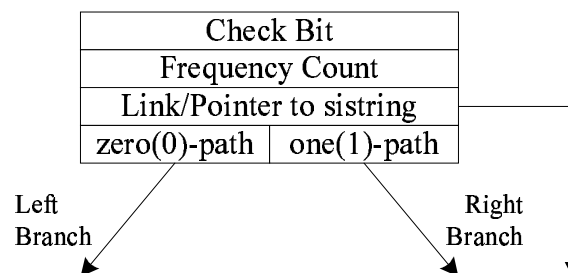 Check Bit
Frequency Count
Link/Pointer to sistring
zero(0)-path one(1)-path
Left Right
Branch Branch